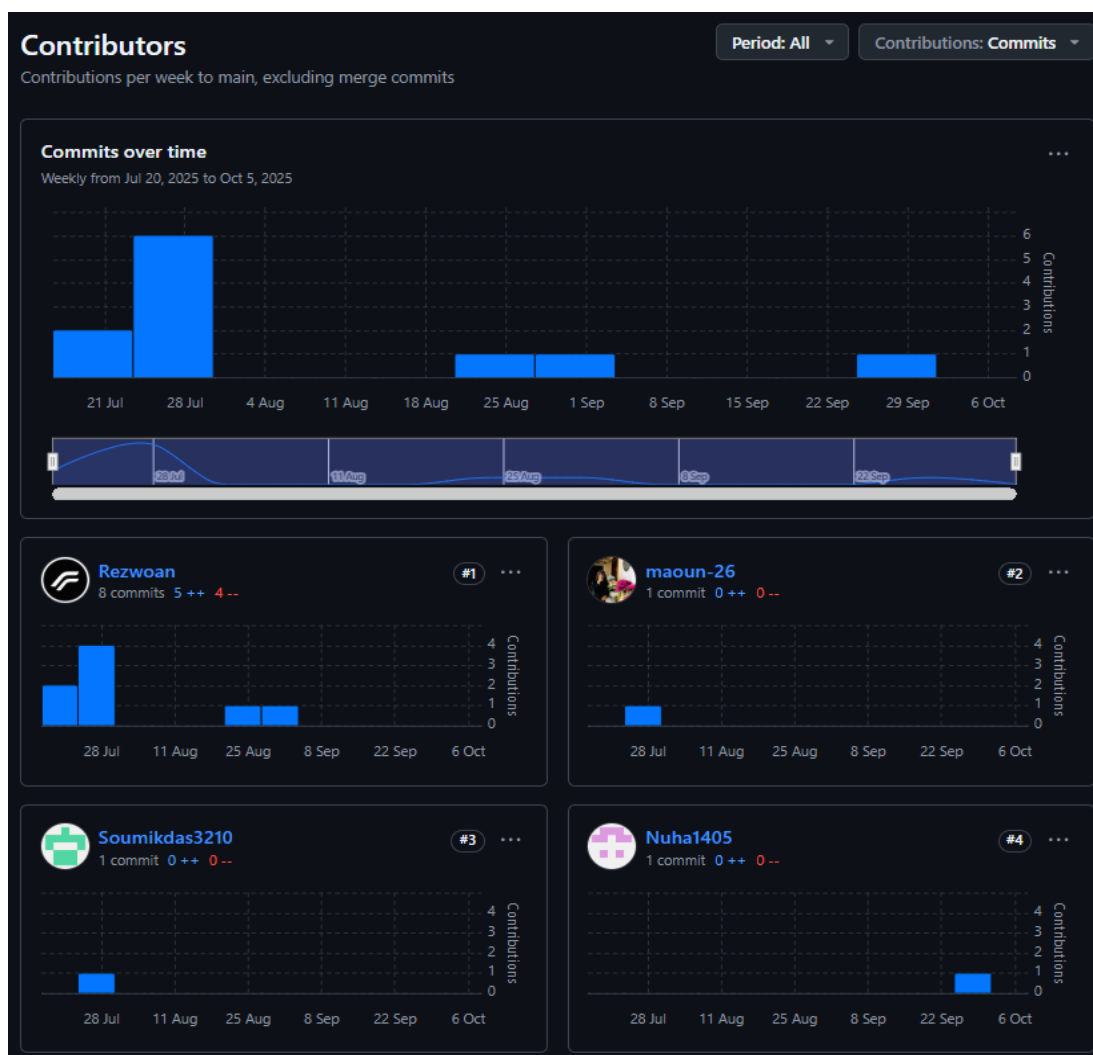 Contributors
Period: All
Contributions: Commits
Contributions per week to main, excluding merge commits
Commits over time
Weekly from Jul 20, 2025 to Oct 5, 2025
6
5
4
3
2
1
0
Contributions
21 Jul 28 Jul 4 Aug 11 Aug 18 Aug 25 Aug 1 Sep 8 Sep 15 Sep 22 Sep 29 Sep 6 Oct
28 Jul 11 Aug 25 Aug 8 Sep 22 Sep
Rezwoan
#1
8 commits 5 ++ 4 --
4
3
2
1
0
Contributions
28 Jul 11 Aug 25 Aug 8 Sep 22 Sep 6 Oct
maoun-26
#2
1 commit 0 ++ 0 --
4
3
2
1
0
Contributions
28 Jul 11 Aug 25 Aug 8 Sep 22 Sep 6 Oct
Soumikdas3210
#3
1 commit 0 ++ 0 --
4
3
2
1
0
Contributions
28 Jul 11 Aug 25 Aug 8 Sep 22 Sep 6 Oct
Nuha1405
#4
1 commit 0 ++ 0 --
4
3
2
1
0
Contributions
28 Jul 11 Aug 25 Aug 8 Sep 22 Sep 6 Oct